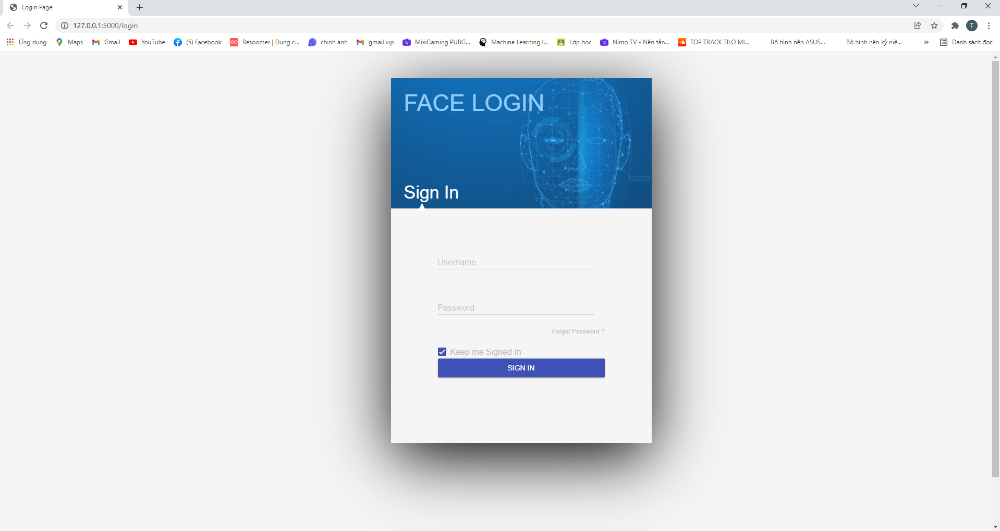 Login Page
127.0.0.1:5000/login
T
Ứng dụng Maps Gmail YouTube (5) Facebook Resoomer | Dung c... chinh anh gmail vip MixiGaming PUBG... Machine Learning I... Lớp học Nimo TV - Nền tản... TOP TRACK TILO MI... Bộ hình nền ASUS... Bộ hình nền kỷ niệ... » Danh sách đọc
FACE LOGIN
Sign In
Username
Password
Forgot Password ?
Keep me Signed In
SIGN IN